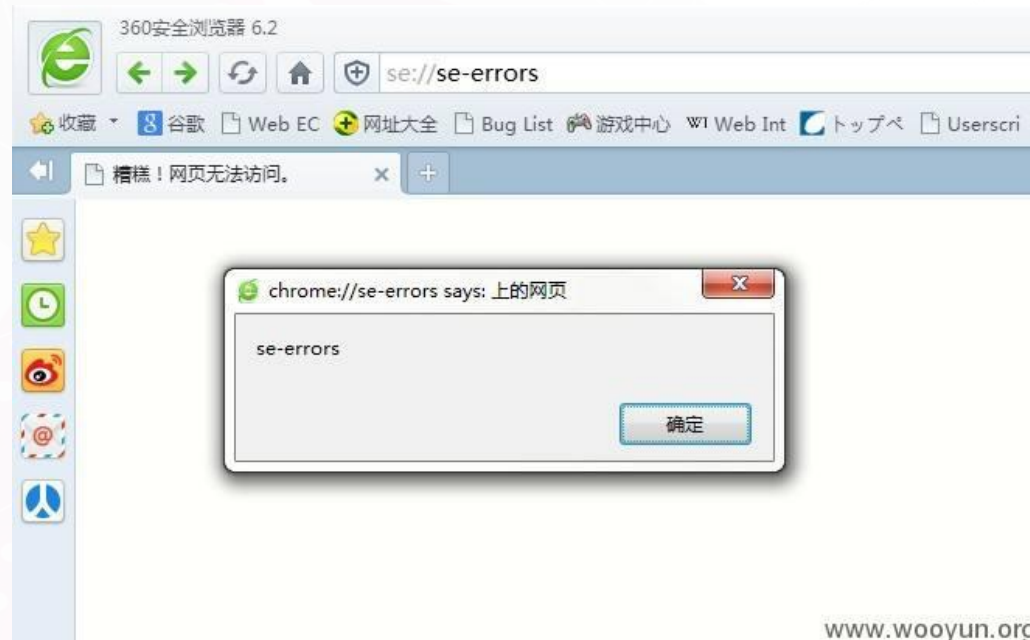 360安全浏览器 6.2
se://se-errors
收藏 谷歌 Web EC 网址大全 Bug List 游戏中心 WI Web Int トップペ Userscri
糟糕！网页无法访问。
chrome://se-errors says: 上的网页
se-errors
确定
www.wooyun.org